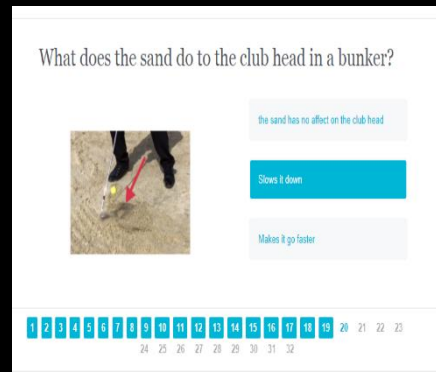 What does the sand do to the club head in a bunker?
the sand has no affect on the club head
Slows it down
Makes it go faster
1 2 3 4 5 6 7 8 9 10 11 12 13 14 15 16 17 18 19 20 21 22 23
24 25 26 27 28 29 30 31 32